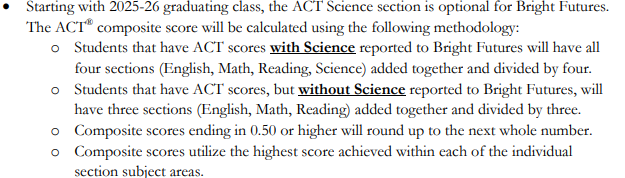 • Starting with 2025-26 graduating class, the ACT Science section is optional for Bright Futures.
The ACT® composite score will be calculated using the following methodology:
o Students that have ACT scores with Science reported to Bright Futures will have all
four sections (English, Math, Reading, Science) added together and divided by four.
o Students that have ACT scores, but without Science reported to Bright Futures, will
have three sections (English, Math, Reading) added together and divided by three.
o Composite scores ending in 0.50 or higher will round up to the next whole number.
o Composite scores utilize the highest score achieved within each of the individual
section subject areas.